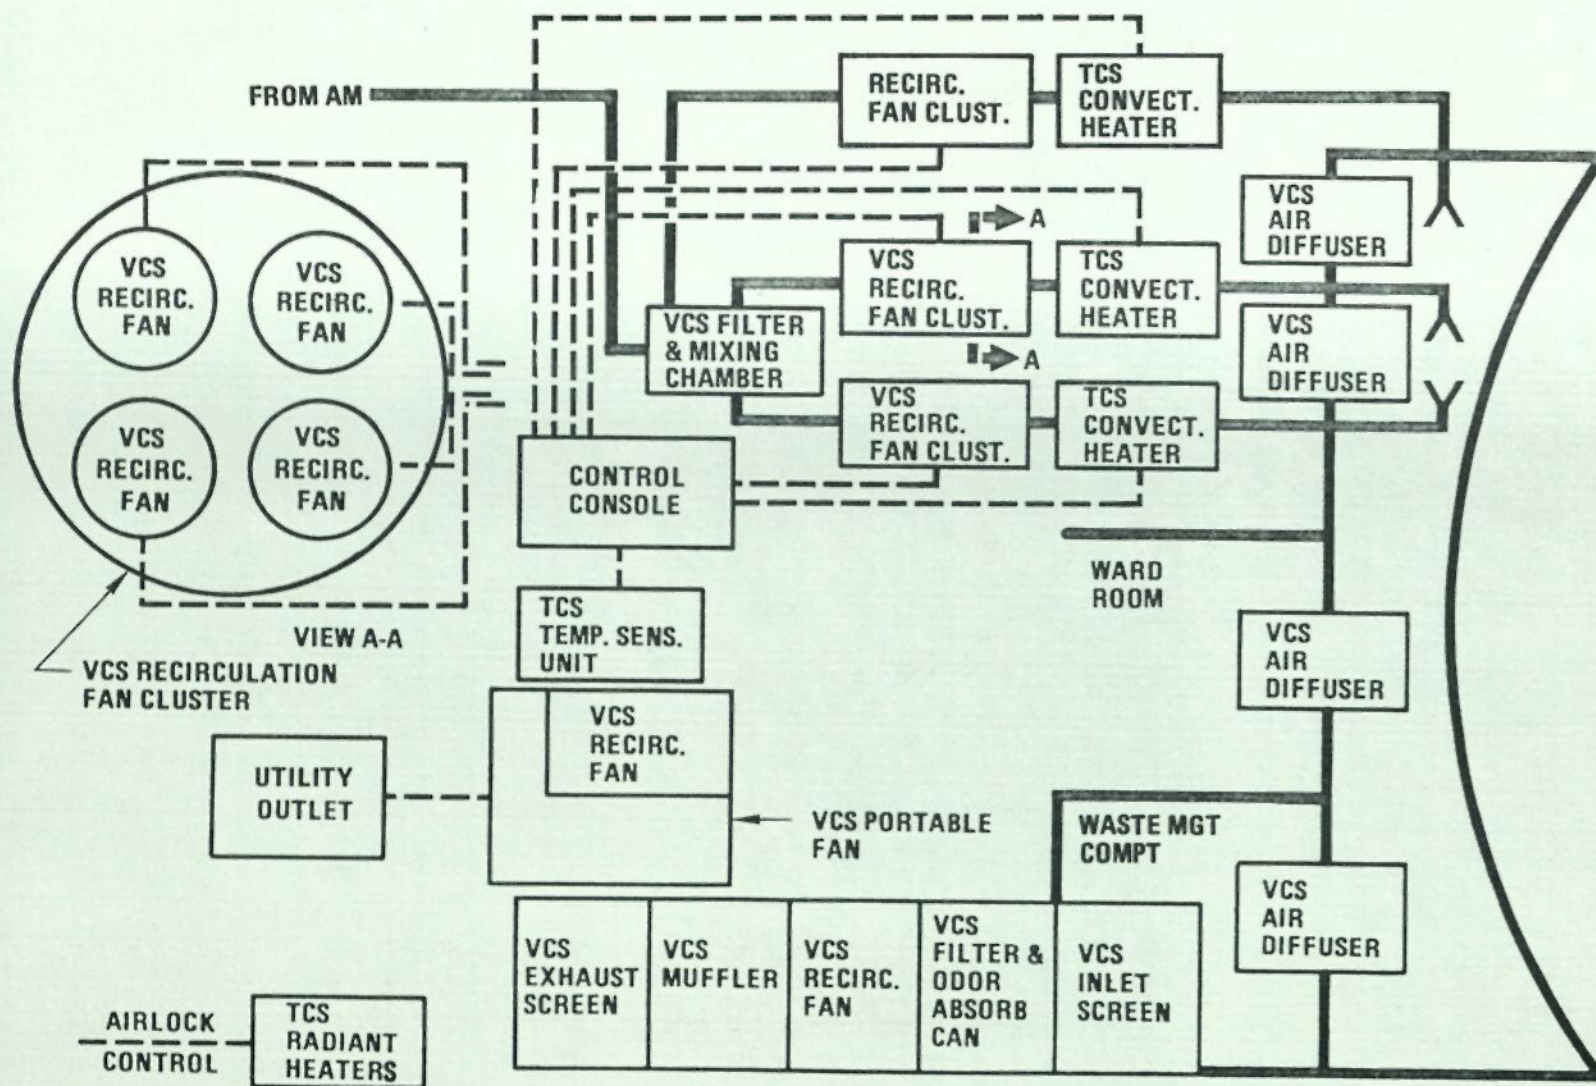 FROM AM
RECIRC.
FAN CLUST.
TCS
CONVECT.
HEATER
VCS
AIR
DIFFUSER
VCS
RECIRC.
FAN
VCS
RECIRC.
FAN
A
VCS
RECIRC.
FAN CLUST.
TCS
CONVECT.
HEATER
VCS FILTER
& MIXING
CHAMBER
VCS
AIR
DIFFUSER
A
VCS
RECIRC.
FAN CLUST.
TCS
CONVECT.
HEATER
VCS
RECIRC.
FAN
VCS
RECIRC.
FAN
CONTROL
CONSOLE
WARD
ROOM
VIEW A-A
VCS RECIRCULATION
FAN CLUSTER
TCS
TEMP. SENS.
UNIT
VCS
AIR
DIFFUSER
VCS
RECIRC.
FAN
UTILITY
OUTLET
VCS PORTABLE
FAN
WASTE MGT
COMPT
VCS
AIR
DIFFUSER
VCS
EXHAUST
SCREEN
VCS
MUFFLER
VCS
RECIRC.
FAN
VCS
FILTER &
ODOR
ABSORB
CAN
VCS
INLET
SCREEN
AIRLOCK
CONTROL
TCS
RADIANT
HEATERS